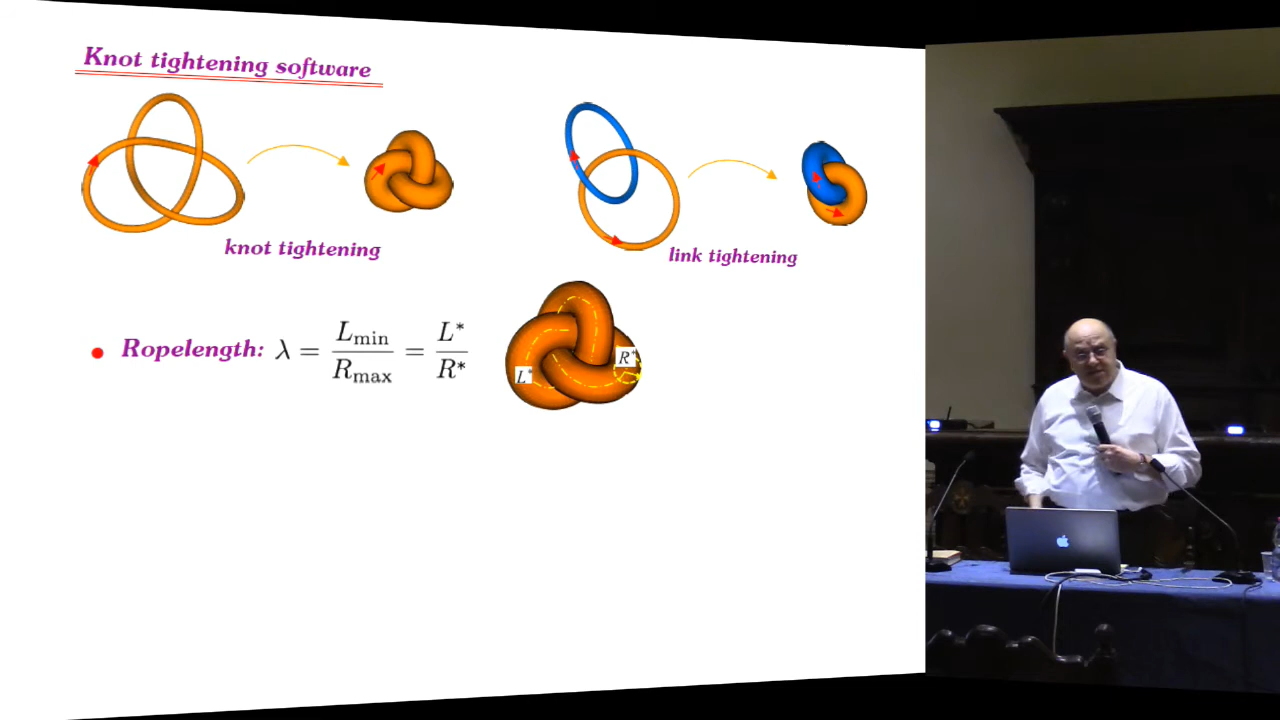 Knot tightening software
knot tightening
link tightening
• Ropelength: λ = L_min / R_max = L* / R*
L*
R*